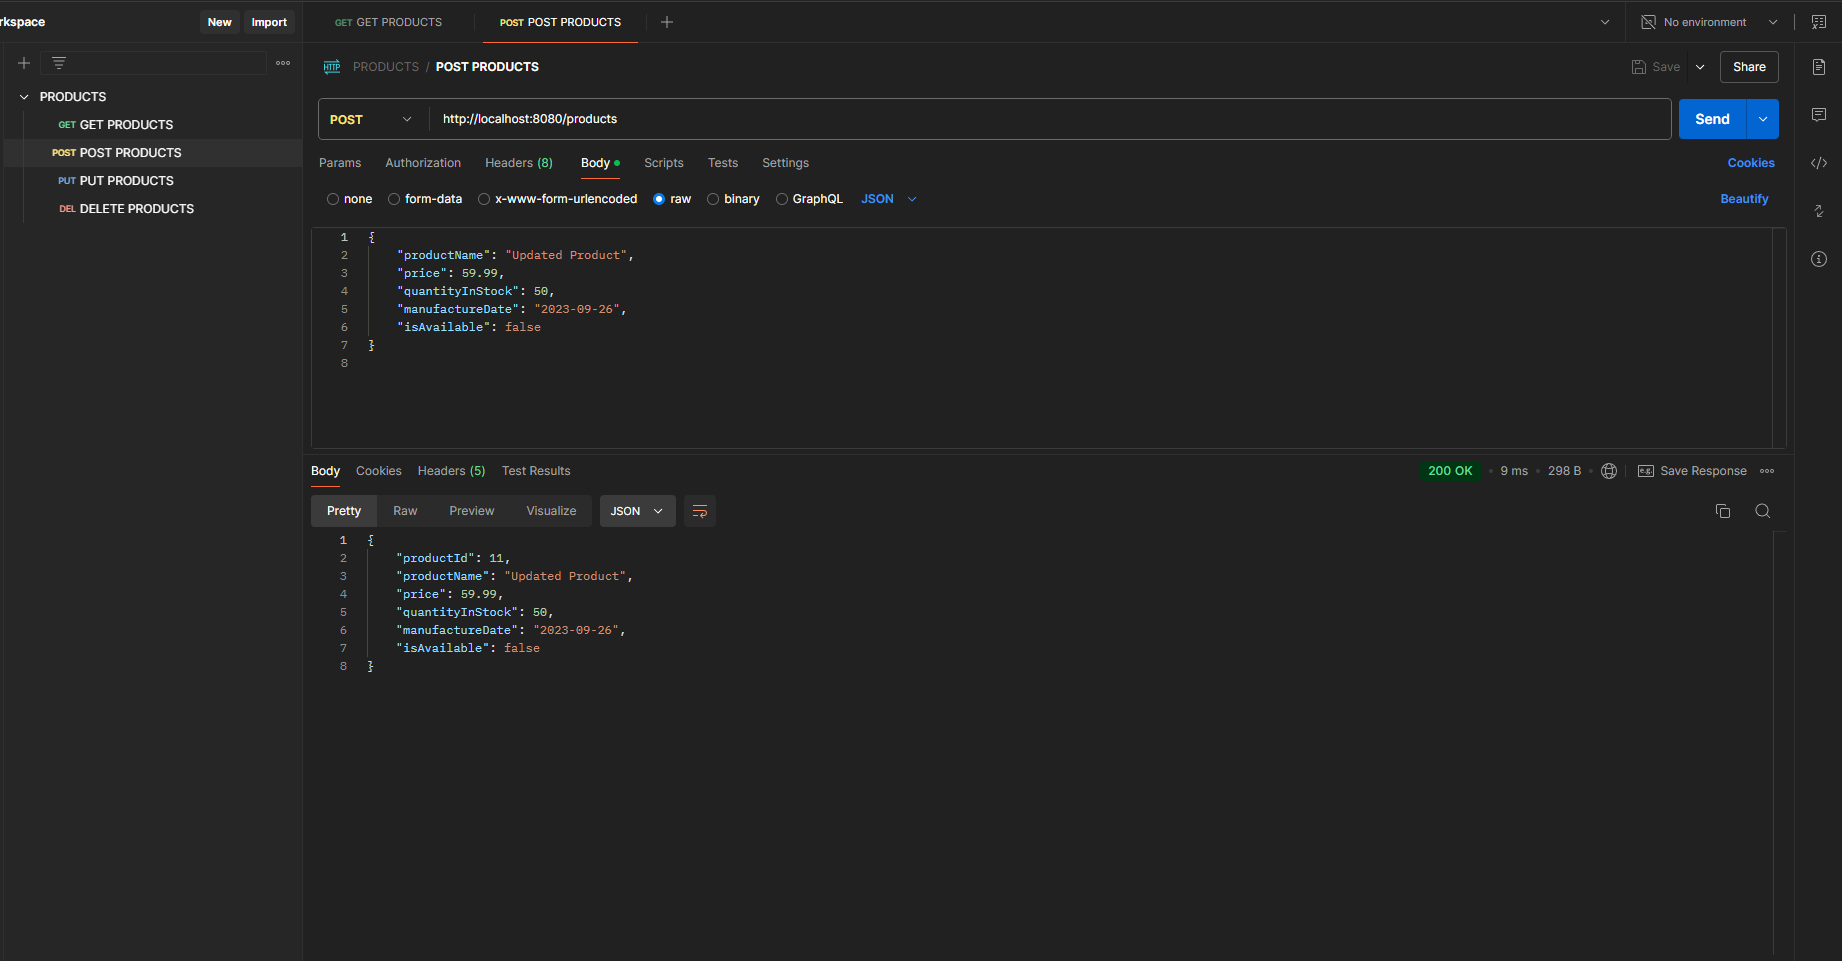 rkspace
New
Import
GET GET PRODUCTS
POST POST PRODUCTS
No environment
PRODUCTS
GET GET PRODUCTS
POST POST PRODUCTS
PUT PUT PRODUCTS
DEL DELETE PRODUCTS
HTTP PRODUCTS / POST PRODUCTS
Save
Share
POST
http://localhost:8080/products
Send
Params
Authorization
Headers (8)
Body
Scripts
Tests
Settings
Cookies
none
form-data
x-www-form-urlencoded
raw
binary
GraphQL
JSON
Beautify
1 {
2 "productName": "Updated Product",
3 "price": 59.99,
4 "quantityInStock": 50,
5 "manufactureDate": "2023-09-26",
6 "isAvailable": false
7 }
8
Body
Cookies
Headers (5)
Test Results
200 OK
9 ms
298 B
e.g. Save Response
Pretty
Raw
Preview
Visualize
JSON
1 {
2 "productId": 11,
3 "productName": "Updated Product",
4 "price": 59.99,
5 "quantityInStock": 50,
6 "manufactureDate": "2023-09-26",
7 "isAvailable": false
8 }